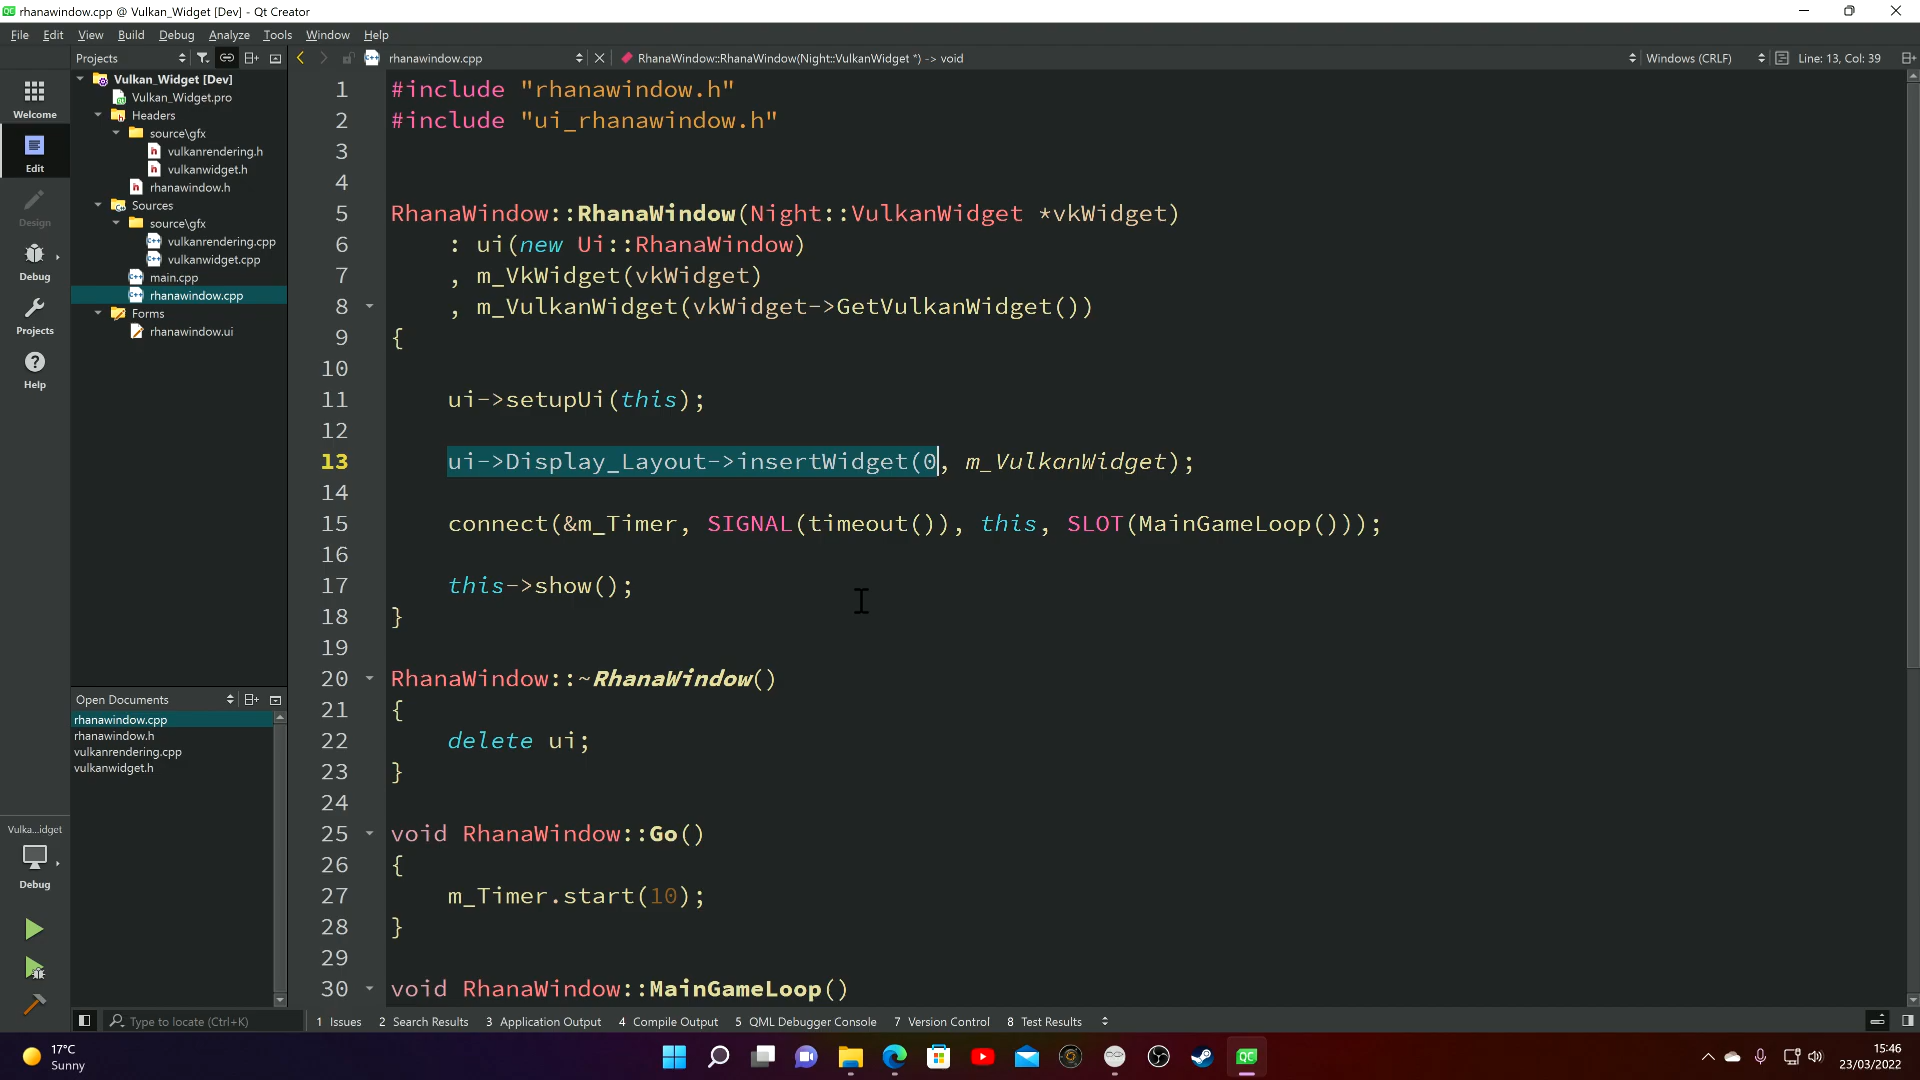 rhanawindow.cpp @ Vulkan_Widget [Dev] - Qt Creator
File Edit View Build Debug Analyze Tools Window Help
Projects
rhanawindow.cpp
RhanaWindow::RhanaWindow(Night::VulkanWidget *) -> void
Windows (CRLF)
Line: 13, Col: 39
Welcome
Edit
Design
Debug
Projects
Help
Vulkan_Widget [Dev]
Vulkan_Widget.pro
Headers
source\gfx
vulkanrendering.h
vulkanwidget.h
rhanawindow.h
Sources
source\gfx
vulkanrendering.cpp
vulkanwidget.cpp
main.cpp
rhanawindow.cpp
Forms
rhanawindow.ui
Open Documents
rhanawindow.cpp
rhanawindow.h
vulkanrendering.cpp
vulkanwidget.h
Vulka...idget
Debug
1 #include "rhanawindow.h"
2 #include "ui_rhanawindow.h"
3
4
5 RhanaWindow::RhanaWindow(Night::VulkanWidget *vkWidget)
6 : ui(new Ui::RhanaWindow)
7 , m_VkWidget(vkWidget)
8 , m_VulkanWidget(vkWidget->GetVulkanWidget())
9 {
10
11 ui->setupUi(this);
12
13 ui->Display_Layout->insertWidget(0, m_VulkanWidget);
14
15 connect(&m_Timer, SIGNAL(timeout()), this, SLOT(MainGameLoop()));
16
17 this->show();
18 }
19
20 RhanaWindow::~RhanaWindow()
21 {
22 delete ui;
23 }
24
25 void RhanaWindow::Go()
26 {
27 m_Timer.start(10);
28 }
29
30 void RhanaWindow::MainGameLoop()
Type to locate (Ctrl+K)
1 Issues
2 Search Results
3 Application Output
4 Compile Output
5 QML Debugger Console
7 Version Control
8 Test Results
17°C
Sunny
QC
15:46
23/03/2022